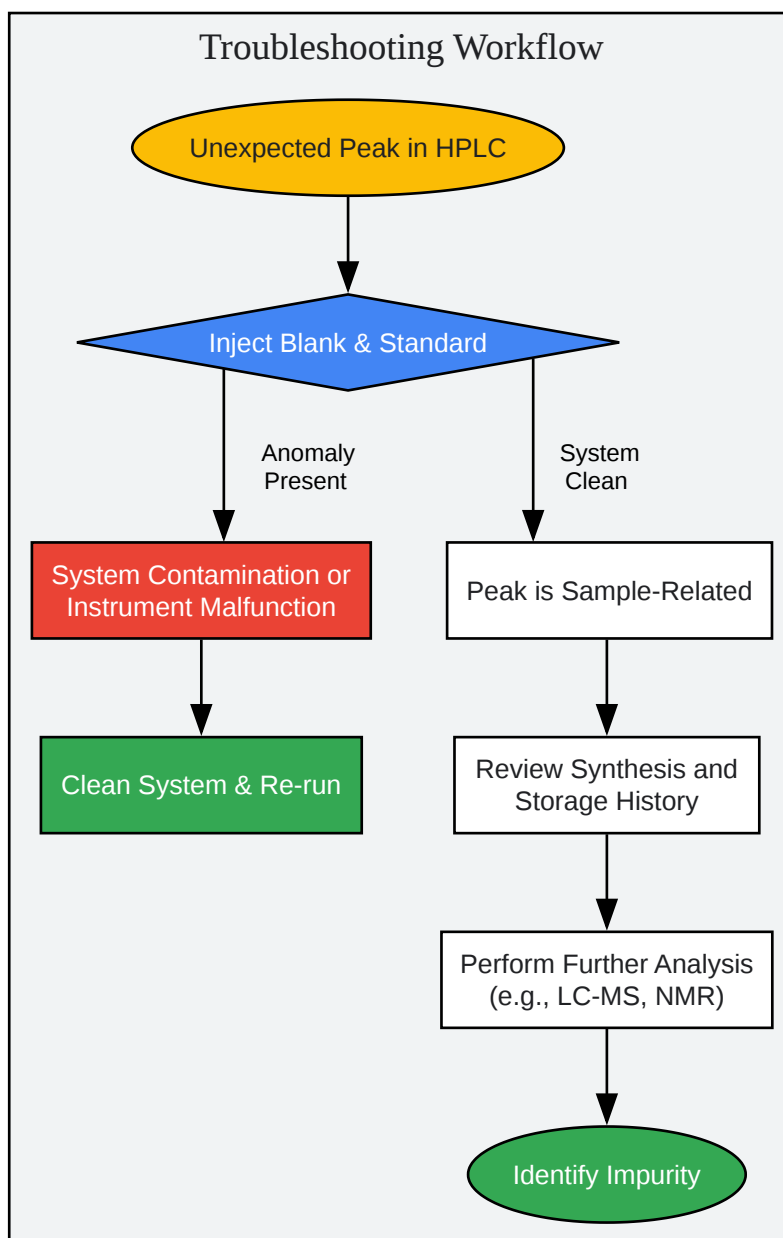 Troubleshooting Workflow
Unexpected Peak in HPLC
Inject Blank & Standard
Anomaly
Present
System
Clean
System Contamination or
Instrument Malfunction
Peak is Sample-Related
Clean System & Re-run
Review Synthesis and
Storage History
Perform Further Analysis
(e.g., LC-MS, NMR)
Identify Impurity